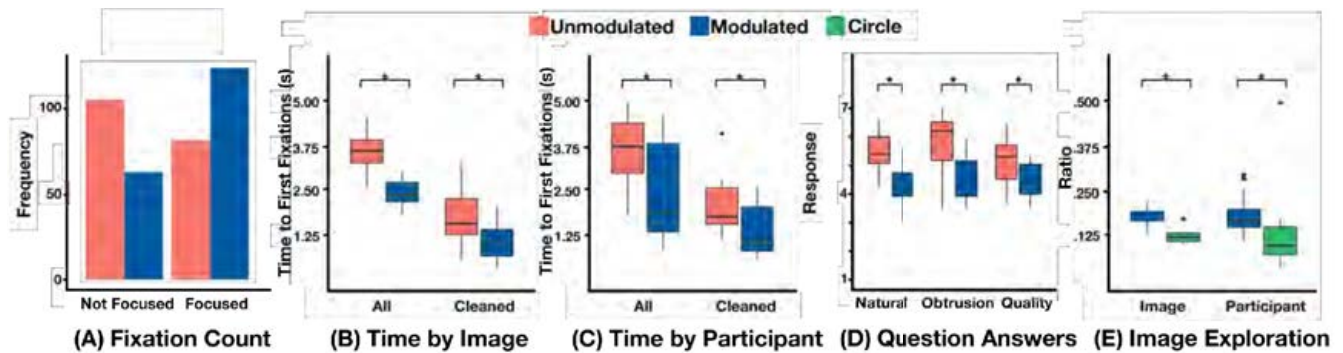 Unmodulated Modulated Circle
Frequency
100
50
0
Not Focused Focused
(A) Fixation Count
Time to First Fixations (s)
5.00
3.75
2.50
1.25
*
*
All Cleaned
(B) Time by Image
Time to First Fixations (s)
5.00
3.75
2.50
1.25
*
*
All Cleaned
(C) Time by Participant
Response
7
4
1
*
*
*
Natural Obtrusion Quality
(D) Question Answers
Ratio
.500
.250
.125
*
*
Image Participant
(E) Image Exploration